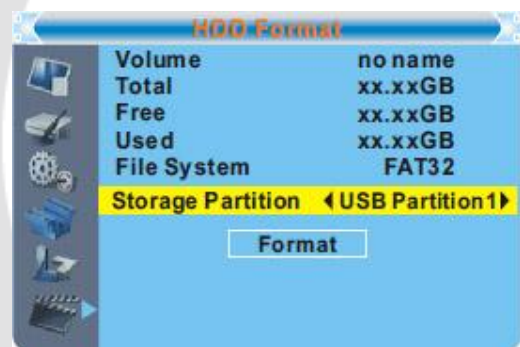 HDD Format
Volume no name
Total xx.xxGB
Free xx.xxGB
Used xx.xxGB
File System FAT32
Storage Partition USB Partition1
Format